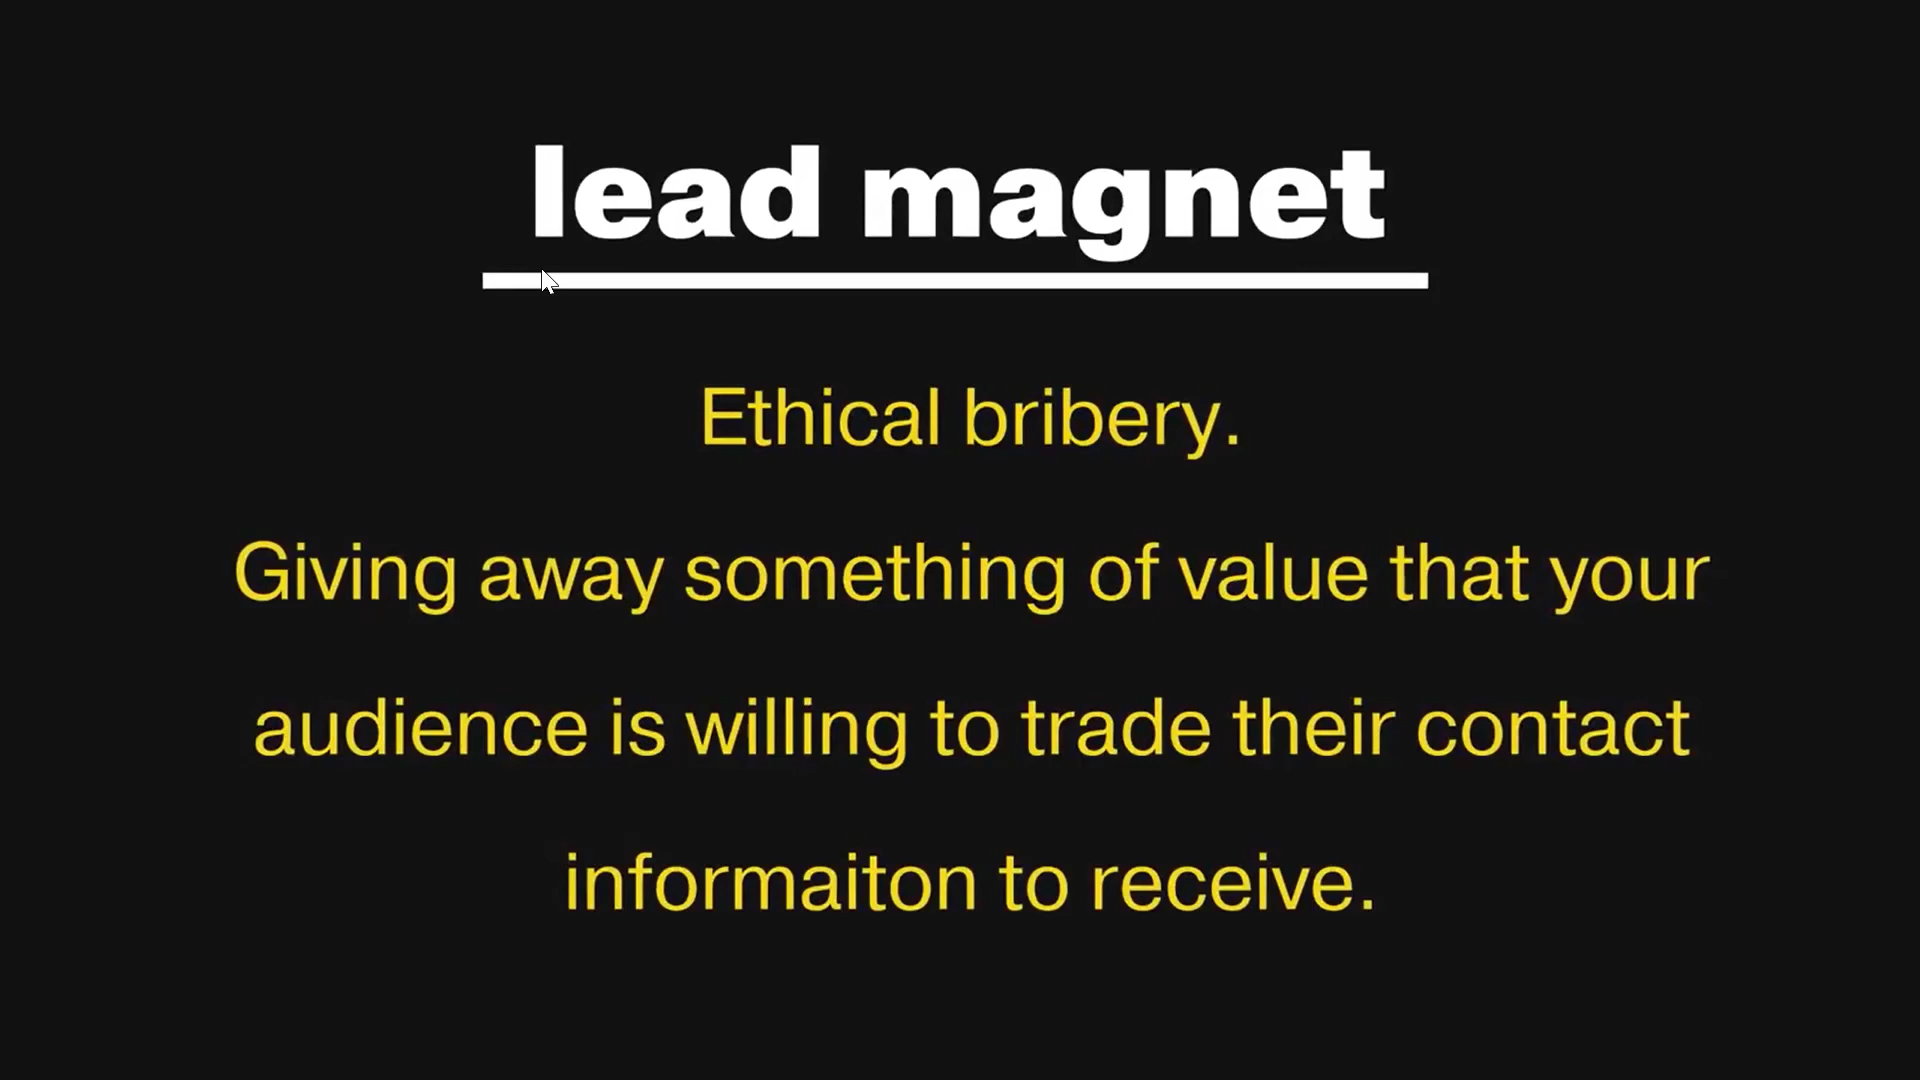 lead magnet
Ethical bribery.
Giving away something of value that your
audience is willing to trade their contact
informaiton to receive.